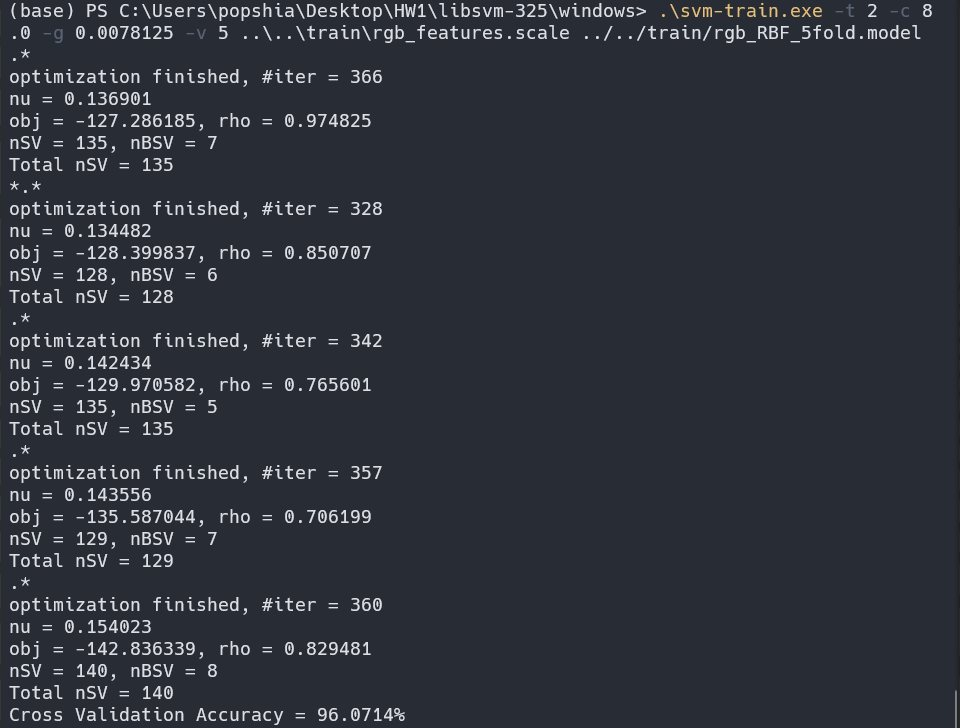 (base) PS C:\Users\popshia\Desktop\HW1\libsvm-325\windows> .\svm-train.exe -t 2 -c 8
.0 -g 0.0078125 -v 5 ..\..\train\rgb_features.scale ../../train/rgb_RBF_5fold.model
.*
optimization finished, #iter = 366
nu = 0.136901
obj = -127.286185, rho = 0.974825
nSV = 135, nBSV = 7
Total nSV = 135
*.*
optimization finished, #iter = 328
nu = 0.134482
obj = -128.399837, rho = 0.850707
nSV = 128, nBSV = 6
Total nSV = 128
.*
optimization finished, #iter = 342
nu = 0.142434
obj = -129.970582, rho = 0.765601
nSV = 135, nBSV = 5
Total nSV = 135
.*
optimization finished, #iter = 357
nu = 0.143556
obj = -135.587044, rho = 0.706199
nSV = 129, nBSV = 7
Total nSV = 129
.*
optimization finished, #iter = 360
nu = 0.154023
obj = -142.836339, rho = 0.829481
nSV = 140, nBSV = 8
Total nSV = 140
Cross Validation Accuracy = 96.0714%